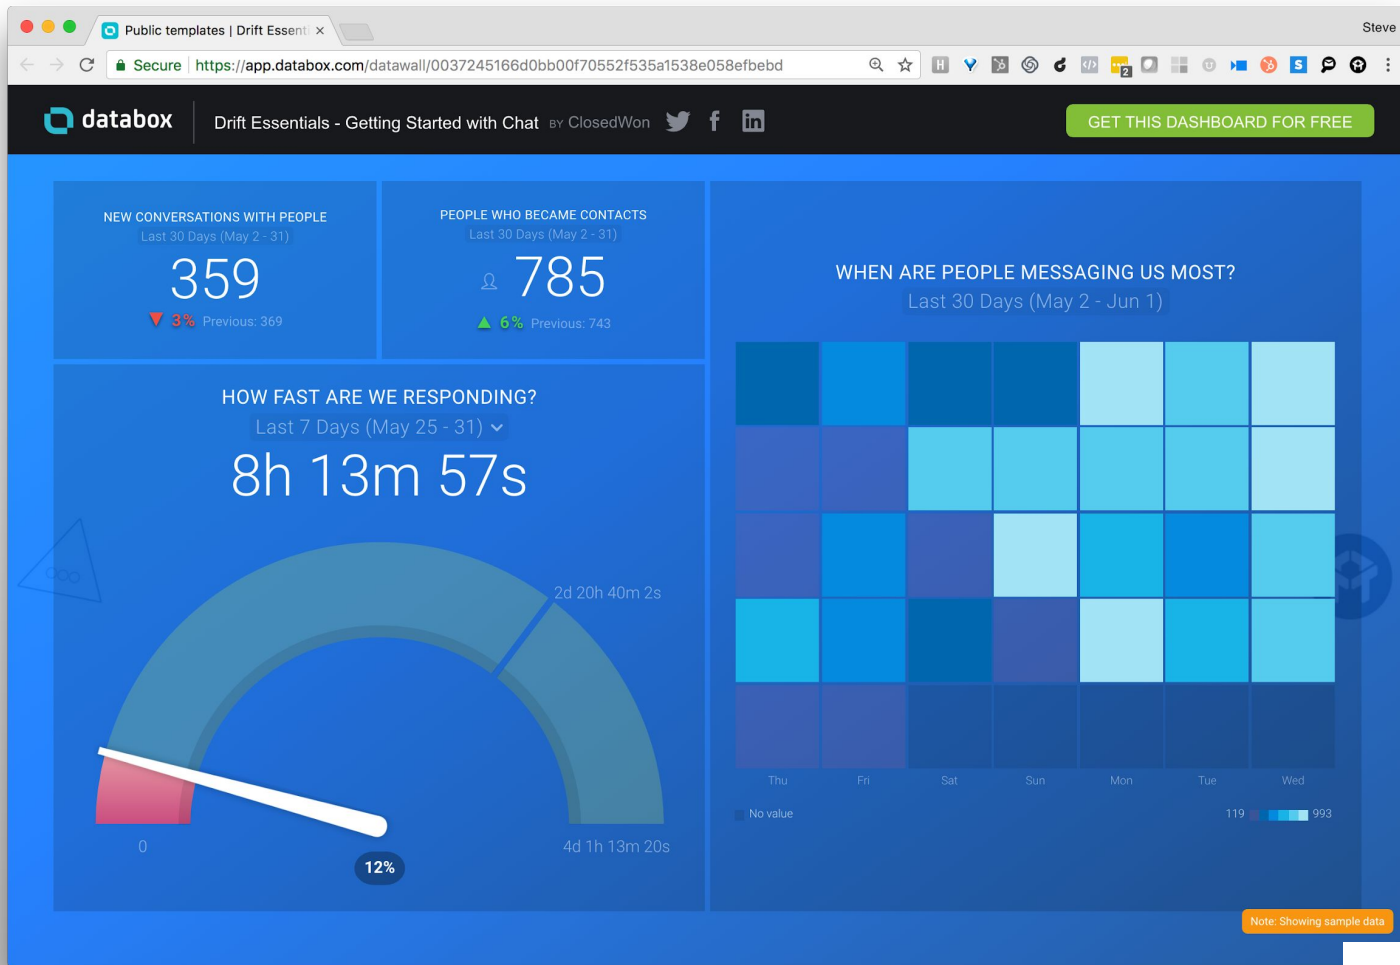 Public templates | Drift Essenti
Steve
Secure
https://app.databox.com/datawall/0037245166d0bb00f70552f535a1538e058efbebd
2
databox
Drift Essentials - Getting Started with Chat BY ClosedWon
GET THIS DASHBOARD FOR FREE
NEW CONVERSATIONS WITH PEOPLE
Last 30 Days (May 2 - 31)
359
3% Previous: 369
PEOPLE WHO BECAME CONTACTS
Last 30 Days (May 2 - 31)
785
6% Previous: 743
HOW FAST ARE WE RESPONDING?
Last 7 Days (May 25 - 31)
8h 13m 57s
2d 20h 40m 2s
0
4d 1h 13m 20s
12%
WHEN ARE PEOPLE MESSAGING US MOST?
Last 30 Days (May 2 - Jun 1)
Thu Fri Sat Sun Mon Tue Wed
No value
119 993
Note: Showing sample data